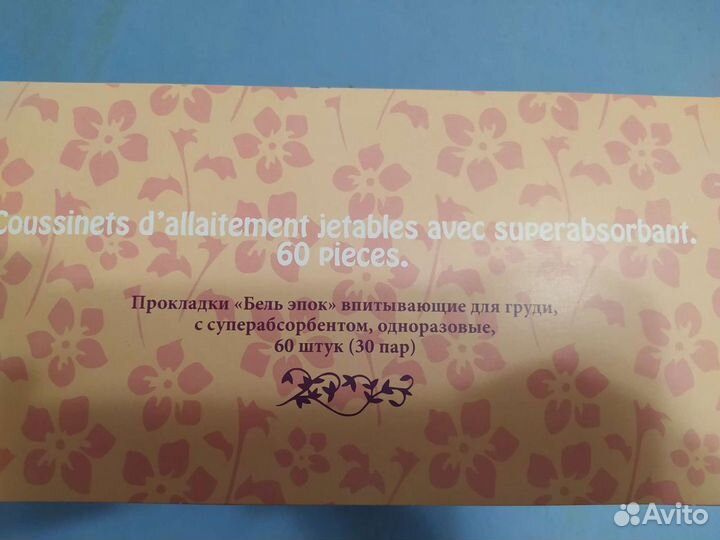 Coussinets d'allaitement jetables avec superabsorbant.
60 pieces.
Прокладки «Бель эпок» впитывающие для груди,
с суперабсорбентом, одноразовые,
60 штук (30 пар)
Avito